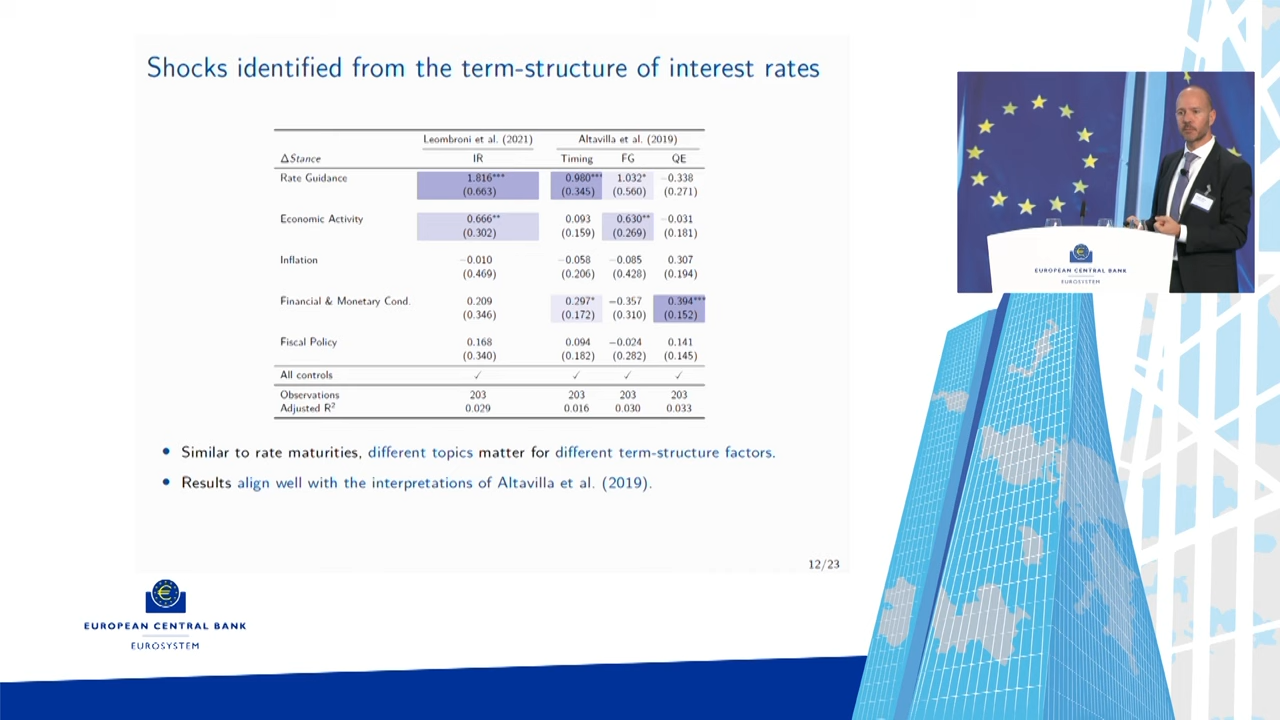 Shocks identified from the term-structure of interest rates
Leombroni et al. (2021) Altavilla et al. (2019)
ΔStance IR Timing FG QE
Rate Guidance 1.816*** 0.980*** 1.032* −0.338
(0.663) (0.345) (0.560) (0.271)
Economic Activity 0.666** 0.093 0.630** −0.031
(0.302) (0.159) (0.269) (0.181)
Inflation −0.010 −0.058 −0.085 0.307
(0.469) (0.206) (0.428) (0.194)
Financial & Monetary Cond. 0.209 0.297* −0.357 0.394***
(0.346) (0.172) (0.310) (0.152)
Fiscal Policy 0.168 0.094 −0.024 0.141
(0.340) (0.182) (0.282) (0.145)
All controls ✓ ✓ ✓ ✓
Observations 203 203 203 203
Adjusted R² 0.029 0.016 0.030 0.033
• Similar to rate maturities, different topics matter for different term-structure factors.
• Results align well with the interpretations of Altavilla et al. (2019).
12/23
EUROPEAN CENTRAL BANK
EUROSYSTEM
EUROPEAN CENTRAL BANK
EUROSYSTEM